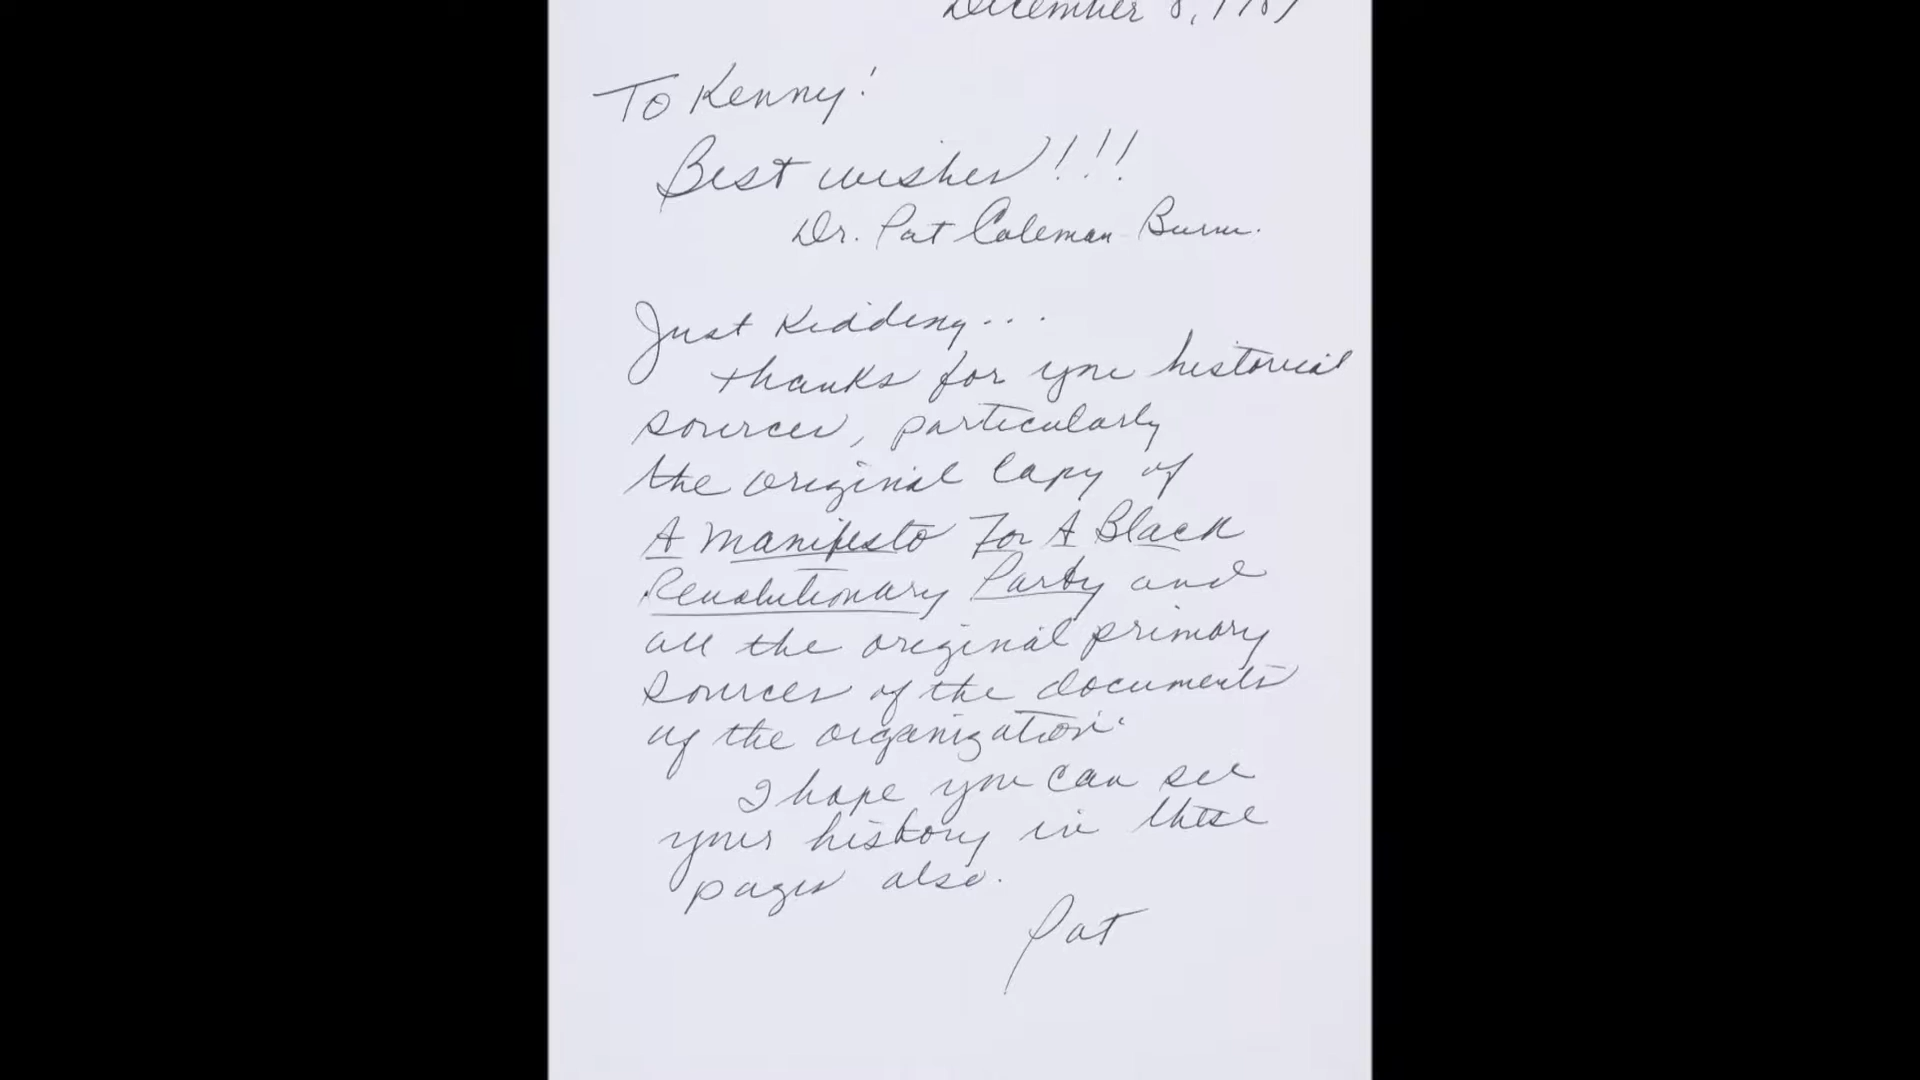 December 8, 1987
To Kenny!
Best wishes!!!
Dr. Pat Coleman Burns.
Just Kidding...
thanks for your historical
sources, particularly
the original copy of
A Manifesto For A Black
Revolutionary Party and
all the original primary
sources of the documents
of the organization.
I hope you can see
your history in these
pages also.
Pat